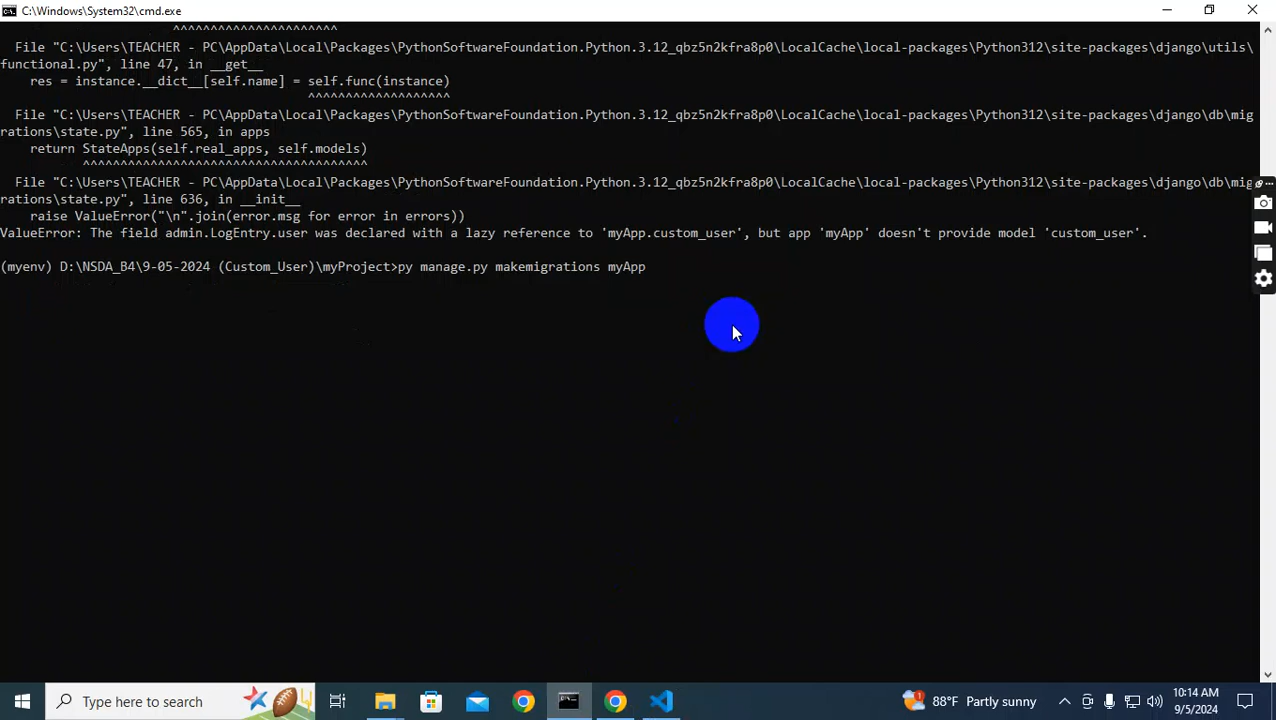 C:\Windows\System32\cmd.exe
^^^^^^^^^^^^^^^^^^^^^^
File "C:\Users\TEACHER - PC\AppData\Local\Packages\PythonSoftwareFoundation.Python.3.12_qbz5n2kfra8p0\LocalCache\local-packages\Python312\site-packages\django\utils\
functional.py", line 47, in __get__
res = instance.__dict__[self.name] = self.func(instance)
^^^^^^^^^^^^^^^^^^^
File "C:\Users\TEACHER - PC\AppData\Local\Packages\PythonSoftwareFoundation.Python.3.12_qbz5n2kfra8p0\LocalCache\local-packages\Python312\site-packages\django\db\mig
rations\state.py", line 565, in apps
return StateApps(self.real_apps, self.models)
^^^^^^^^^^^^^^^^^^^^^^^^^^^^^^^^^^^^^^
File "C:\Users\TEACHER - PC\AppData\Local\Packages\PythonSoftwareFoundation.Python.3.12_qbz5n2kfra8p0\LocalCache\local-packages\Python312\site-packages\django\db\mig
rations\state.py", line 636, in __init__
raise ValueError("\n".join(error.msg for error in errors))
ValueError: The field admin.LogEntry.user was declared with a lazy reference to 'myApp.custom_user', but app 'myApp' doesn't provide model 'custom_user'.
(myenv) D:\NSDA_B4\9-05-2024 (Custom_User)\myProject>py manage.py makemigrations myApp
Type here to search
1
88°F Partly sunny
10:14 AM
9/5/2024